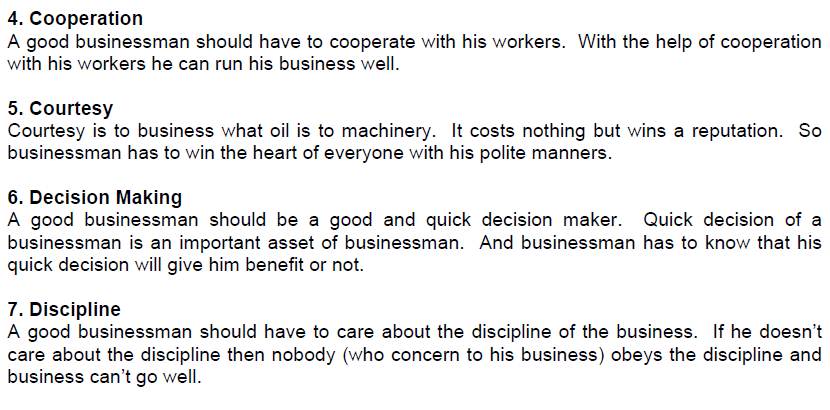 4. Cooperation
A good businessman should have to cooperate with his workers.  With the help of cooperation
with his workers he can run his business well.
5. Courtesy
Courtesy is to business what oil is to machinery.  It costs nothing but wins a reputation.  So
businessman has to win the heart of everyone with his polite manners.
6. Decision Making
A good businessman should be a good and quick decision maker.  Quick decision of a
businessman is an important asset of businessman.  And businessman has to know that his
quick decision will give him benefit or not.
7. Discipline
A good businessman should have to care about the discipline of the business.  If he doesn’t
care about the discipline then nobody (who concern to his business) obeys the discipline and
business can’t go well.